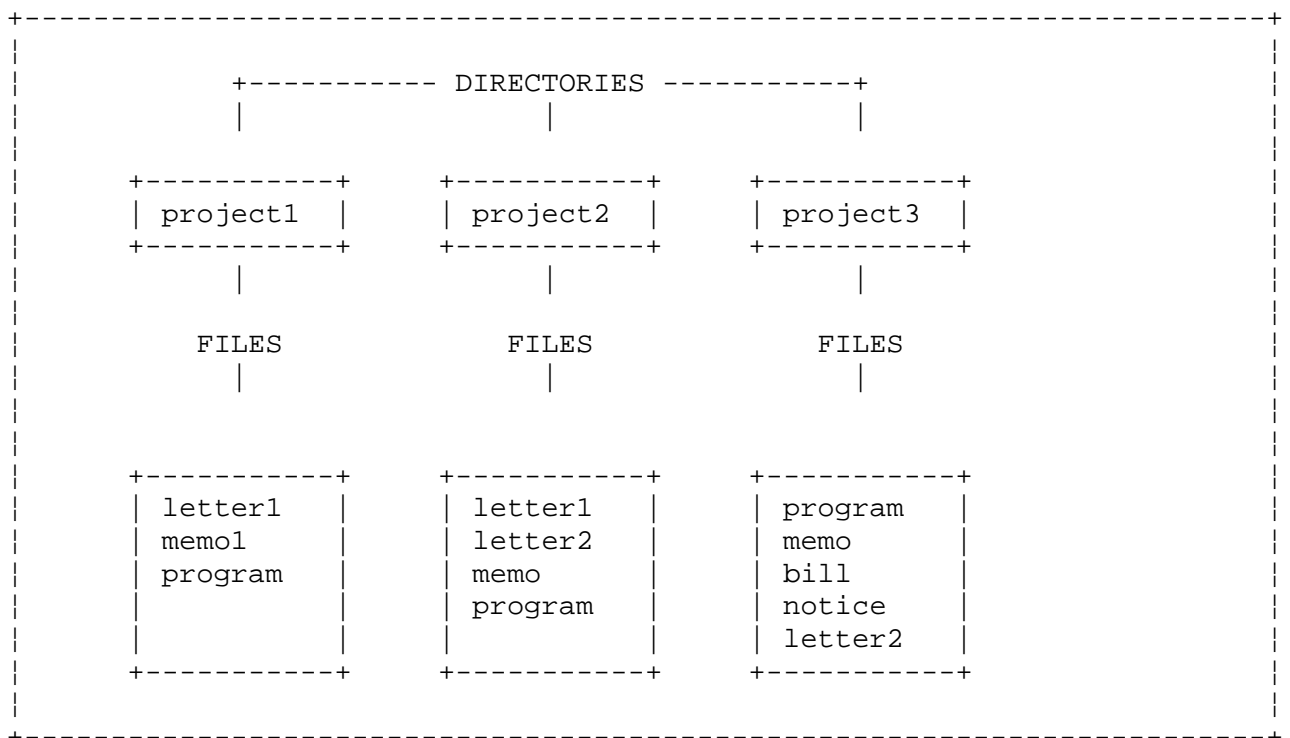 DIRECTORIES
project1 project2 project3
FILES FILES FILES
letter1 letter1 program
memo1 letter2 memo
program memo bill
program notice
letter2